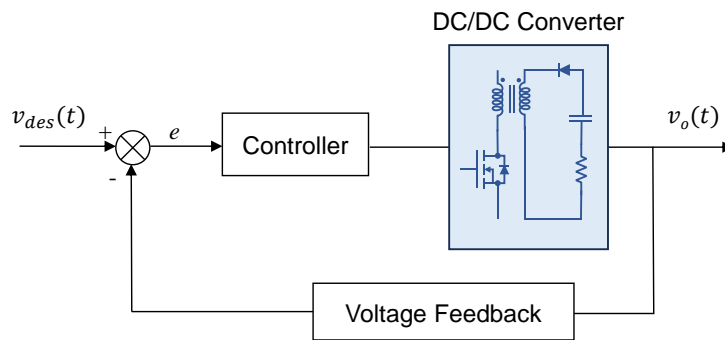 DC/DC Converter
v_des(t)
+
e
Controller
v_o(t)
-
Voltage Feedback